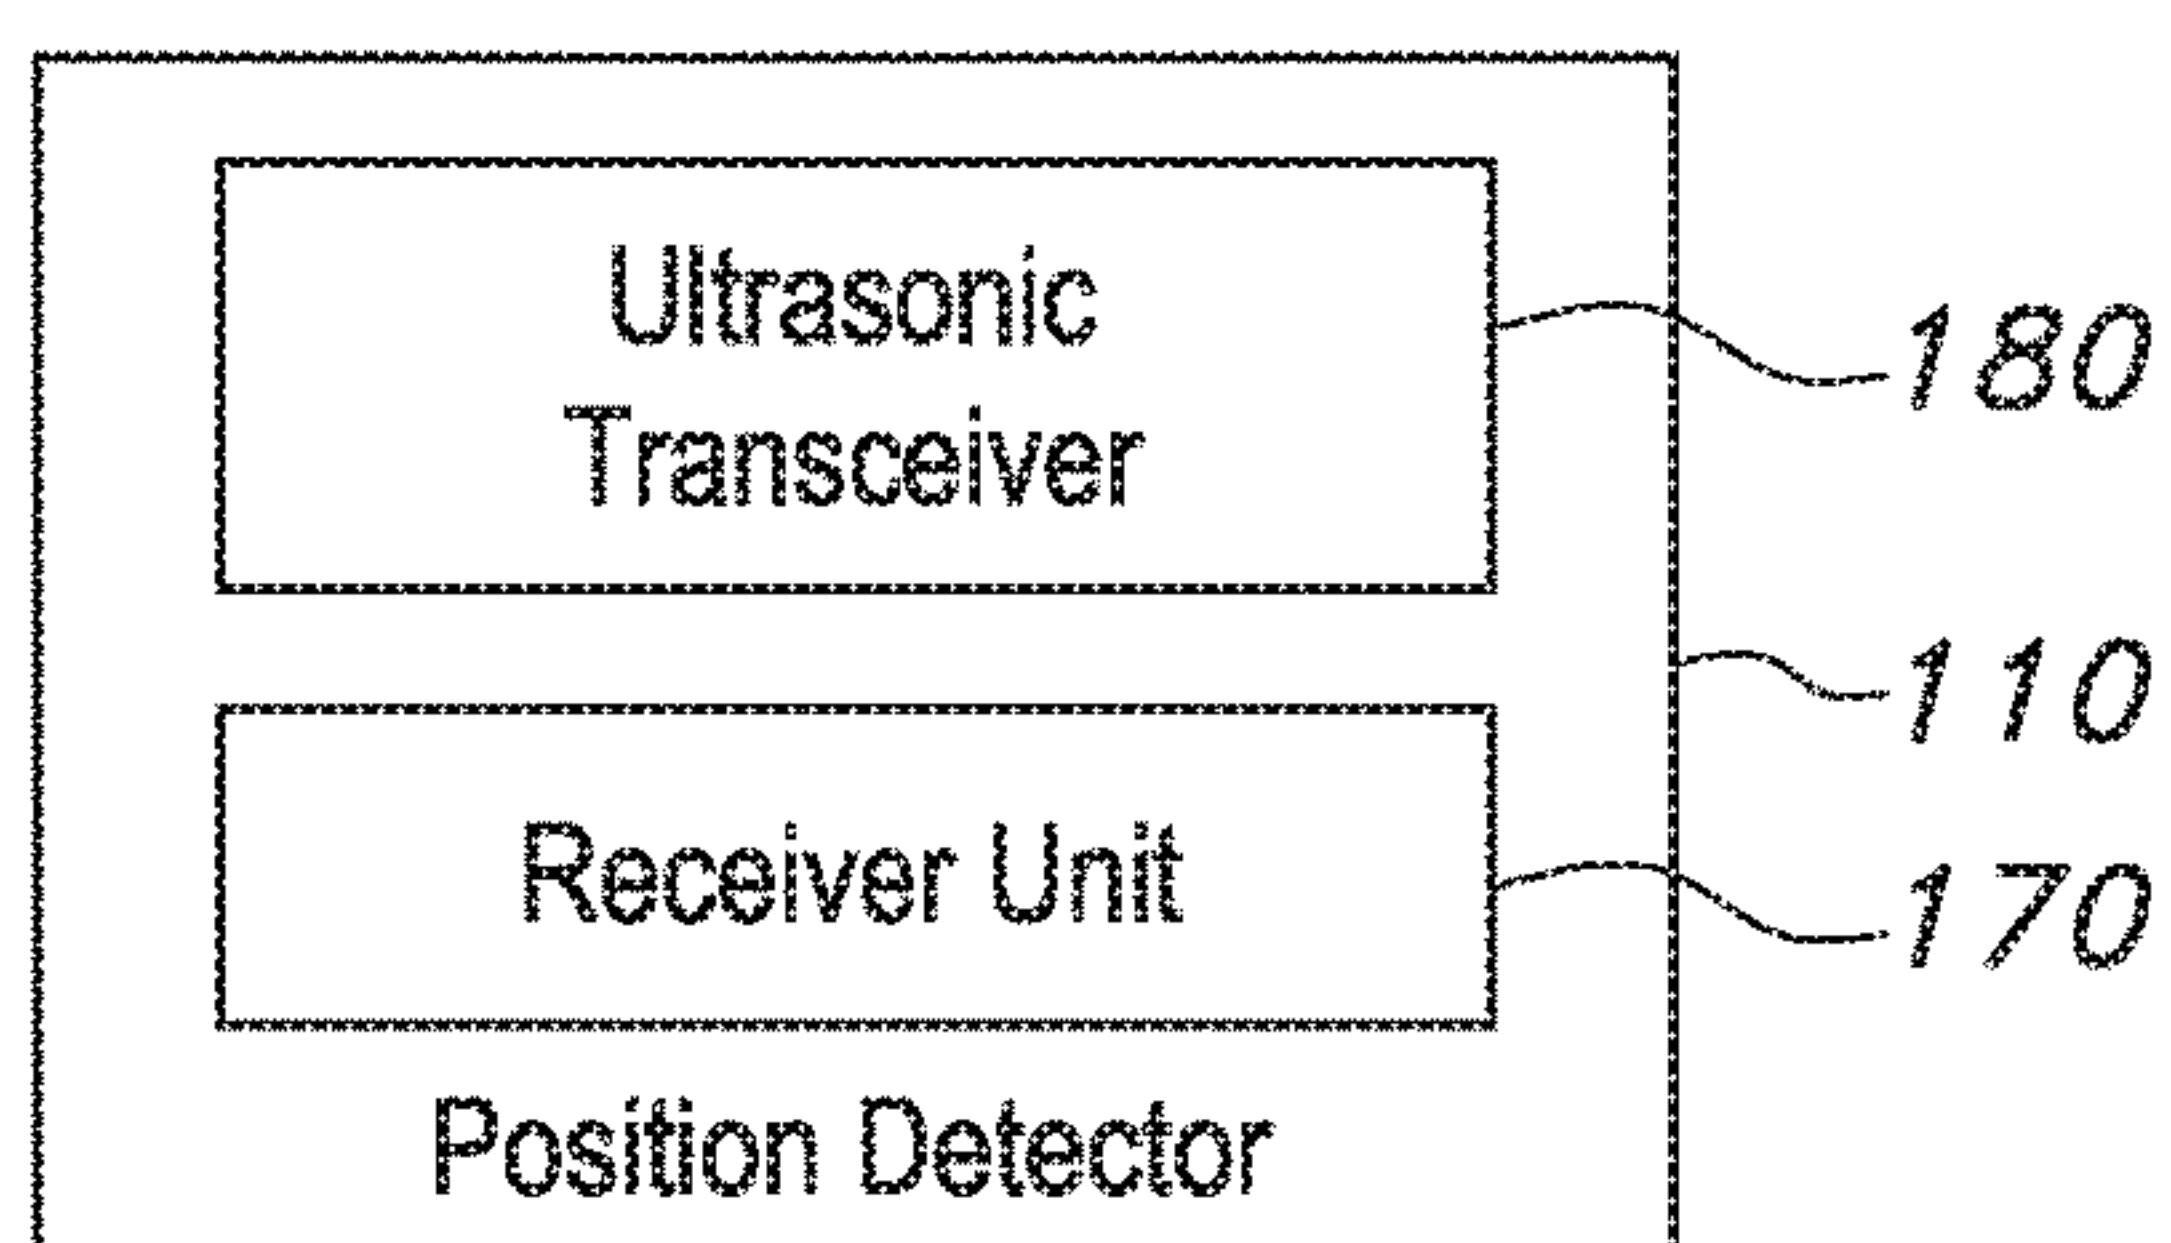 Ultrasonic
Transceiver
180
110
Receiver Unit
170
Position Detector